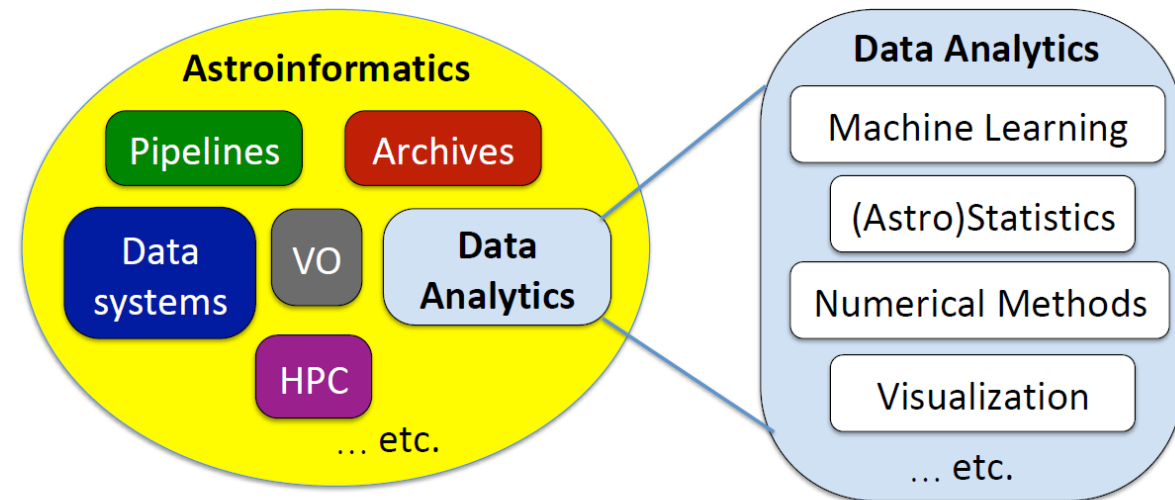 Astroinformatics
Pipelines
Archives
Data
systems
VO
Data
Analytics
HPC
... etc.
Data Analytics
Machine Learning
(Astro)Statistics
Numerical Methods
Visualization
... etc.